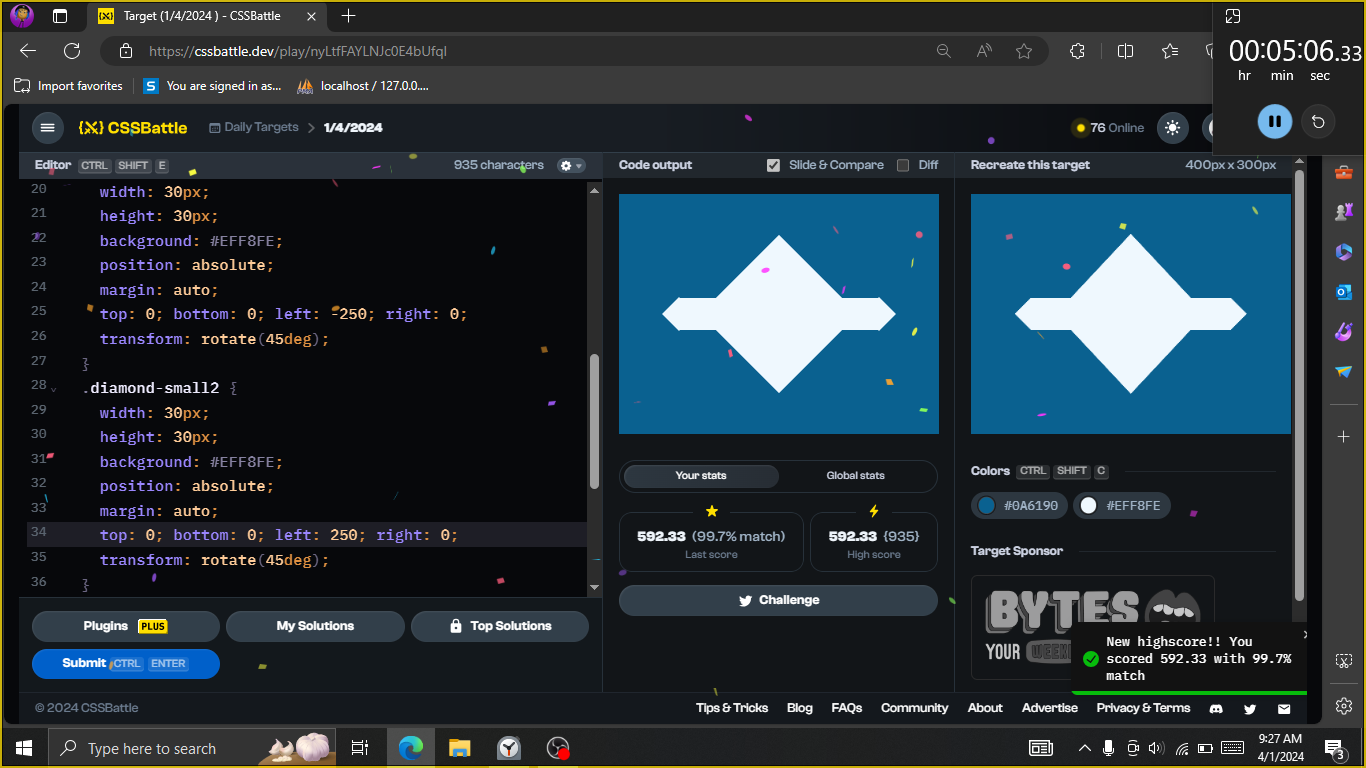 Target (1/4/2024 ) - CSSBattle
https://cssbattle.dev/play/nyLtfFAYLNJc0E4bUfqI
Import favorites
S
You are signed in as...
localhost / 127.0.0....
00:05:06.33
hr min sec
{X} CSSBattle
Daily Targets > 1/4/2024
76 Online
Editor CTRL SHIFT E
935 characters
Code output
Slide & Compare
Diff
Recreate this target
400px x 300px
20 width: 30px;
21 height: 30px;
22 background: #EFF8FE;
23 position: absolute;
24 margin: auto;
25 top: 0; bottom: 0; left: -250; right: 0;
26 transform: rotate(45deg);
27 }
28 .diamond-small2 {
29 width: 30px;
30 height: 30px;
31 background: #EFF8FE;
32 position: absolute;
33 margin: auto;
34 top: 0; bottom: 0; left: 250; right: 0;
35 transform: rotate(45deg);
36 }
Your stats
Global stats
592.33 (99.7% match)
Last score
592.33 {935}
High score
Challenge
Colors CTRL SHIFT C
#0A6190
#EFF8FE
Target Sponsor
BYTES
YOUR
New highscore!! You
scored 592.33 with 99.7%
match
Plugins PLUS
My Solutions
Top Solutions
Submit CTRL ENTER
© 2024 CSSBattle
Tips & Tricks
Blog
FAQs
Community
About
Advertise
Privacy & Terms
Type here to search
9:27 AM
4/1/2024
3